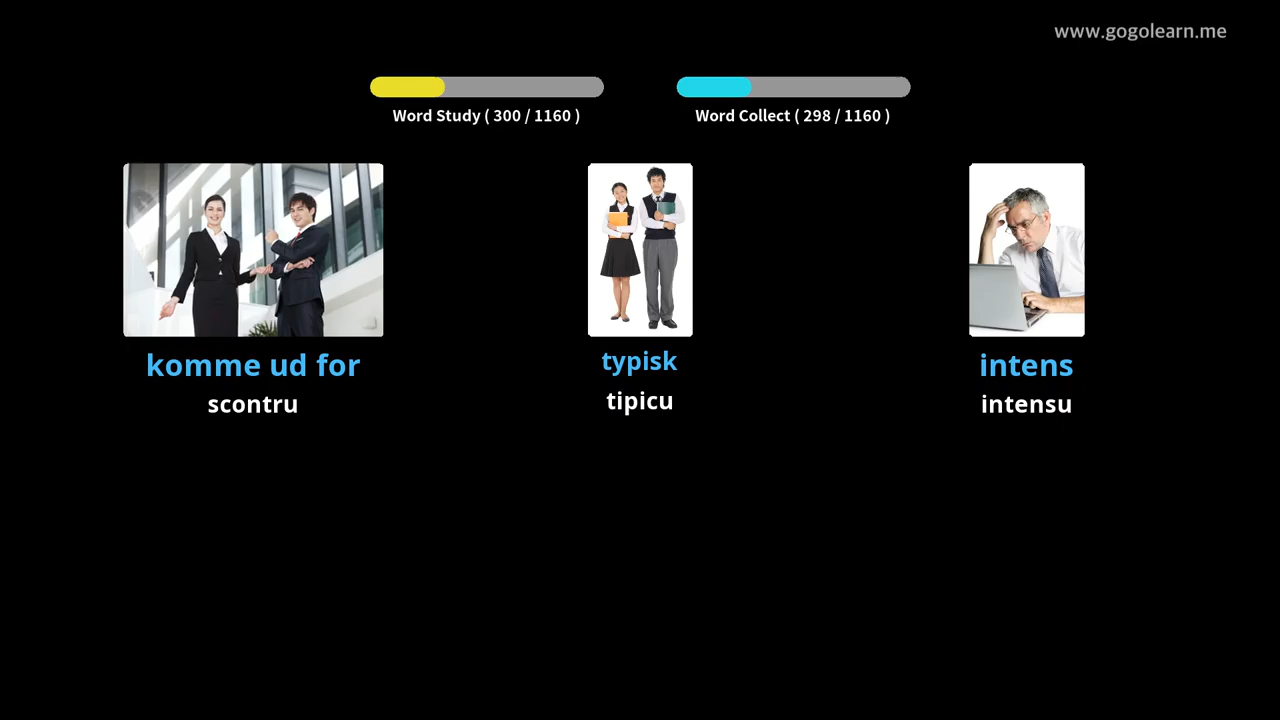 www.gogolearn.me
Word Study ( 300 / 1160 )
Word Collect ( 298 / 1160 )
komme ud for
scontru
typisk
tipicu
intens
intensu